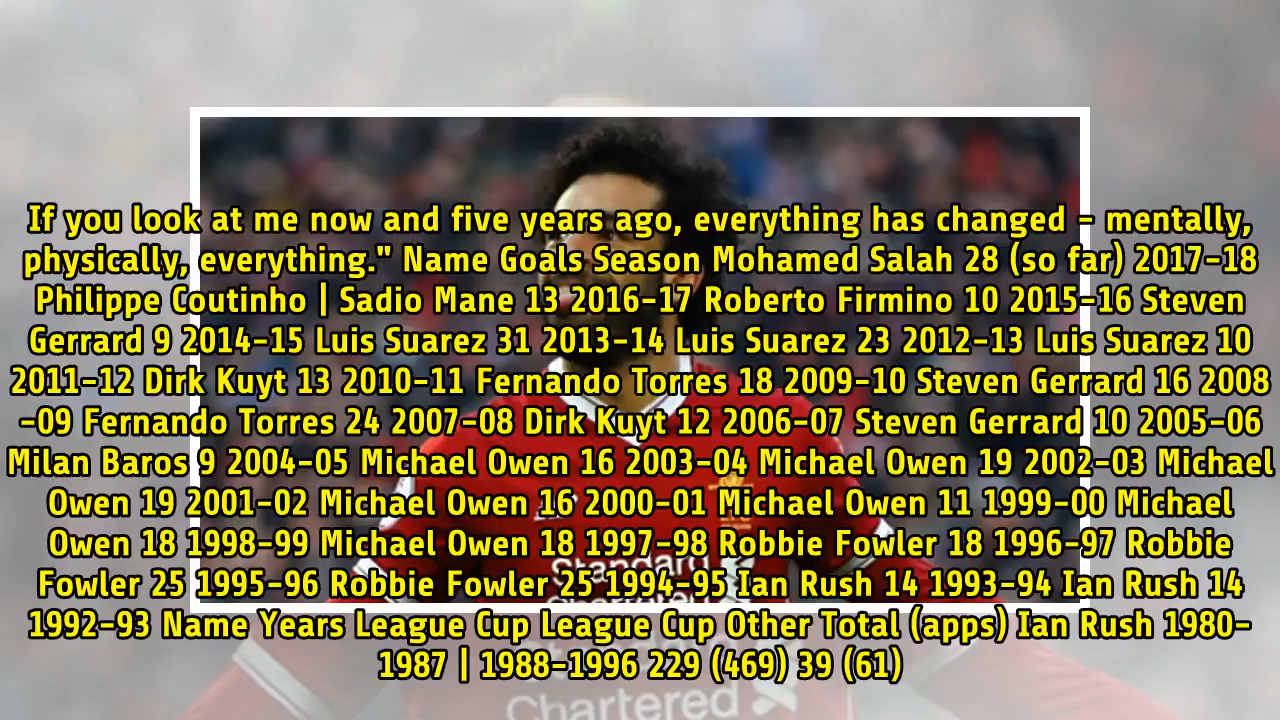 If you look at me now and five years ago, everything has changed - mentally,
physically, everything." Name Goals Season Mohamed Salah 28 (so far) 2017-18
Philippe Coutinho | Sadio Mane 13 2016-17 Roberto Firmino 10 2015-16 Steven
Gerrard 9 2014-15 Luis Suarez 31 2013-14 Luis Suarez 23 2012-13 Luis Suarez 10
2011-12 Dirk Kuyt 13 2010-11 Fernando Torres 18 2009-10 Steven Gerrard 16 2008
-09 Fernando Torres 24 2007-08 Dirk Kuyt 12 2006-07 Steven Gerrard 10 2005-06
Milan Baros 9 2004-05 Michael Owen 16 2003-04 Michael Owen 19 2002-03 Michael
Owen 19 2001-02 Michael Owen 16 2000-01 Michael Owen 11 1999-00 Michael
Owen 18 1998-99 Michael Owen 18 1997-98 Robbie Fowler 18 1996-97 Robbie
Fowler 25 1995-96 Robbie Fowler 25 1994-95 Ian Rush 14 1993-94 Ian Rush 14
1992-93 Name Years League Cup League Cup Other Total (apps) Ian Rush 1980-
1987 | 1988-1996 229 (469) 39 (61)
Standard
Chartered